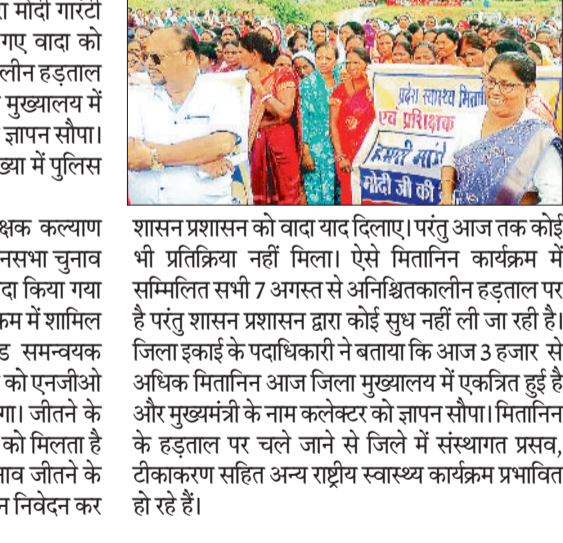 मोदी गारंटी
गए वादा को
लीन हड़ताल
मुख्यालय में
ज्ञापन सौपा।
ख्या में पुलिस
क्षक कल्याण
नसभा चुनाव
दा किया गया
कम में शामिल
ड समन्वयक
को एनजीओ
गा। जीतने के
को मिलता है
नाव जीतने के
न निवेदन कर
प्रदेश स्वास्थ्य मितानि
एवं प्रशिक्षक
हमारी मांगे
मोदी जी की
शासन प्रशासन को वादा याद दिलाए। परंतु आज तक कोई
भी प्रतिक्रिया नहीं मिला। ऐसे मितानिन कार्यक्रम में
सम्मिलित सभी 7 अगस्त से अनिश्चितकालीन हड़ताल पर
है परंतु शासन प्रशासन द्वारा कोई सुध नहीं ली जा रही है।
जिला इकाई के पदाधिकारी ने बताया कि आज 3 हजार से
अधिक मितानिन आज जिला मुख्यालय में एकत्रित हुई है
और मुख्यमंत्री के नाम कलेक्टर को ज्ञापन सौपा। मितानिन
के हड़ताल पर चले जाने से जिले में संस्थागत प्रसव,
टीकाकरण सहित अन्य राष्ट्रीय स्वास्थ्य कार्यक्रम प्रभावित
हो रहे हैं।